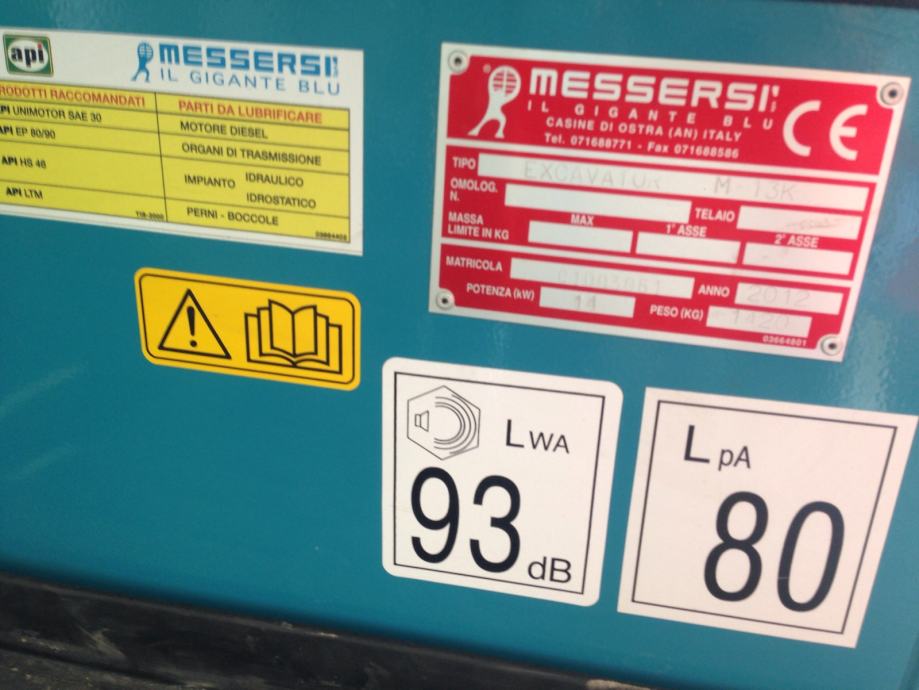 api
MESSERSI
IL GIGANTE BLU
PRODOTTI RACCOMANDATI
PARTI DA LUBRIFICARE
API UNIMOTOR SAE 30
MOTORE DIESEL
API EP 80/90
ORGANI DI TRASMISSIONE
API HS 46
IMPIANTO
IDRAULICO
IDROSTATICO
API LTM
PERNI - BOCCOLE
MESSERSI
IL GIGANTE BLU
CASINE DI OSTRA (AN) ITALY
Tel. 071688771 - Fax 071688586
CE
TIPO EXCAVATOR M-13K
OMOLOG. N.
TELAIO
MASSA LIMITE IN KG
MAX
1° ASSE
2° ASSE
MATRICOLA
ANNO 2012
POTENZA (kW) 14
PESO (KG) 1420
03664801
LWA
93 dB
LpA
80